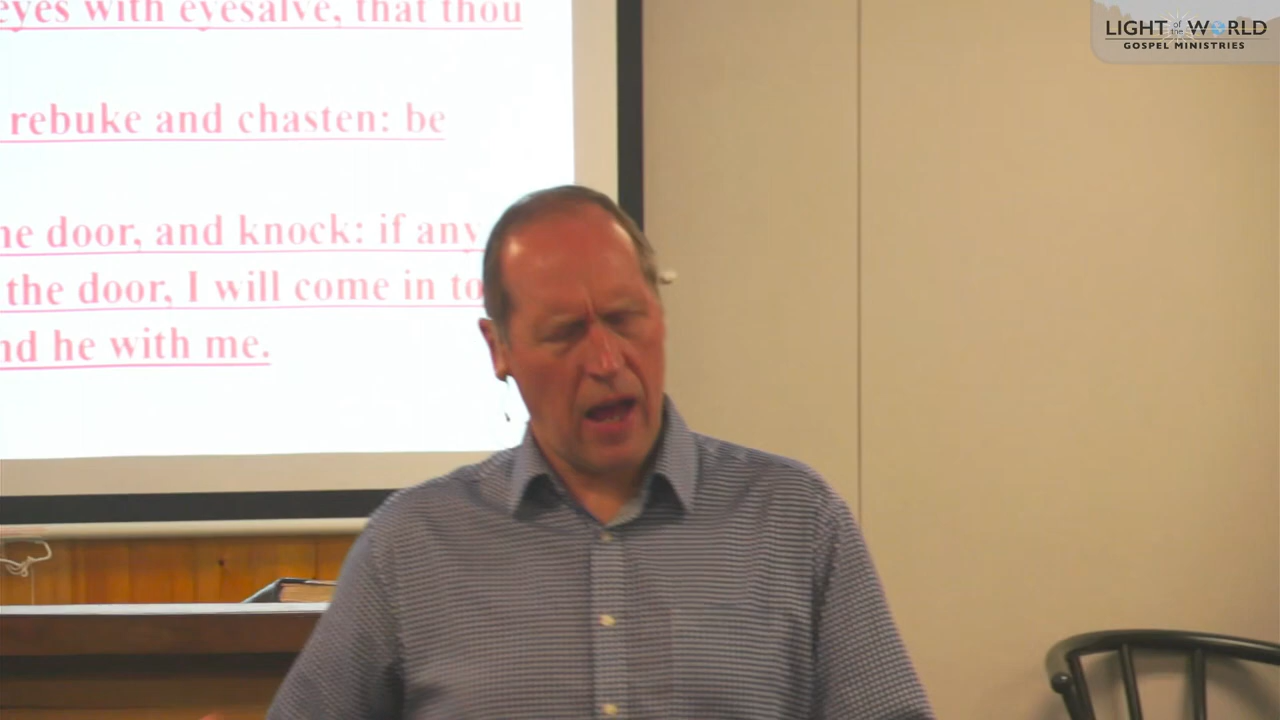 eyes with eyesalve, that thou
rebuke and chasten: be
he door, and knock: if any
the door, I will come in to
nd he with me.
LIGHT of the WORLD
GOSPEL MINISTRIES